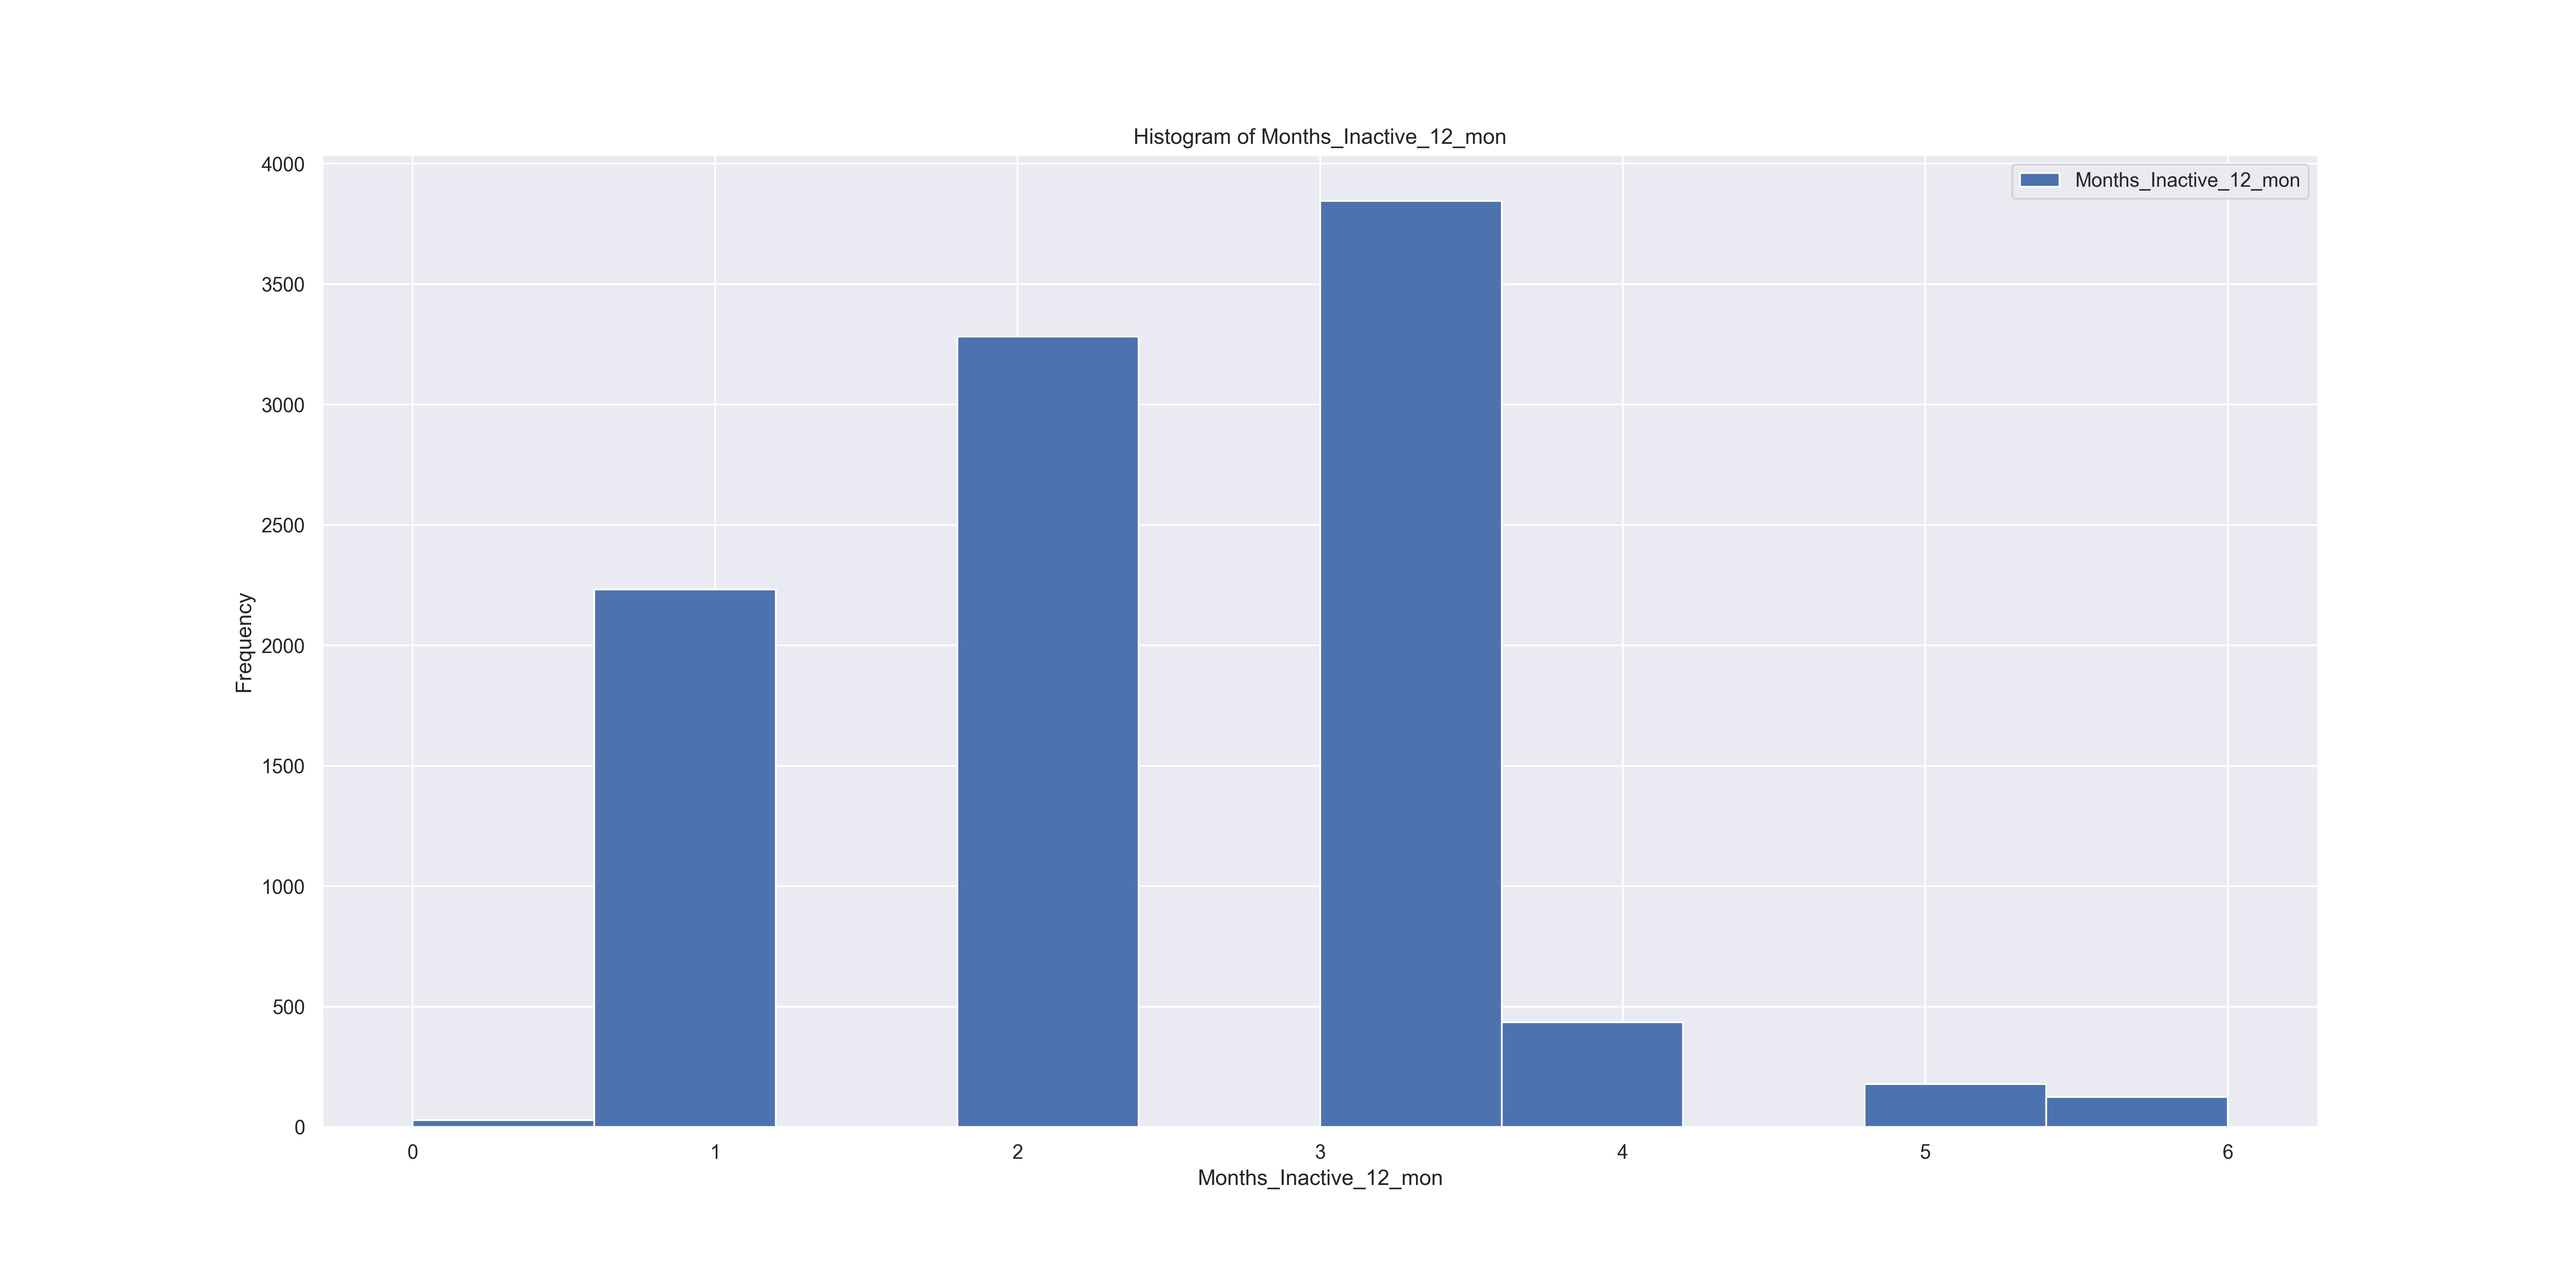 Histogram of Months_Inactive_12_mon
Months_Inactive_12_mon
4000
3500
3000
2500
2000
1500
1000
500
0
Frequency
0 1 2 3 4 5 6
Months_Inactive_12_mon